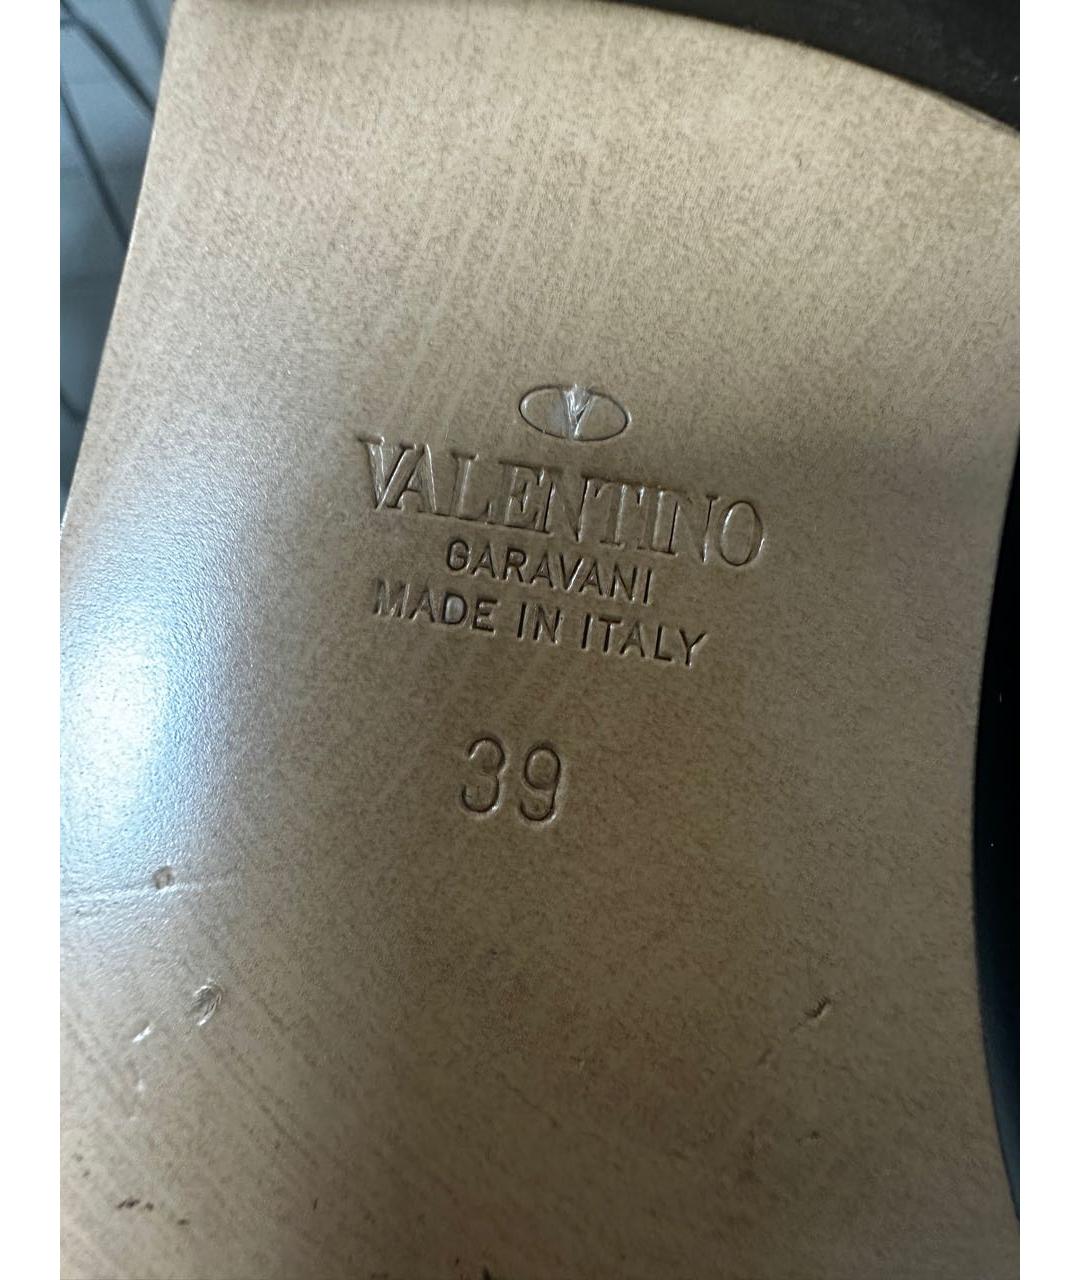 V
VALENTINO
GARAVANI
MADE IN ITALY
39